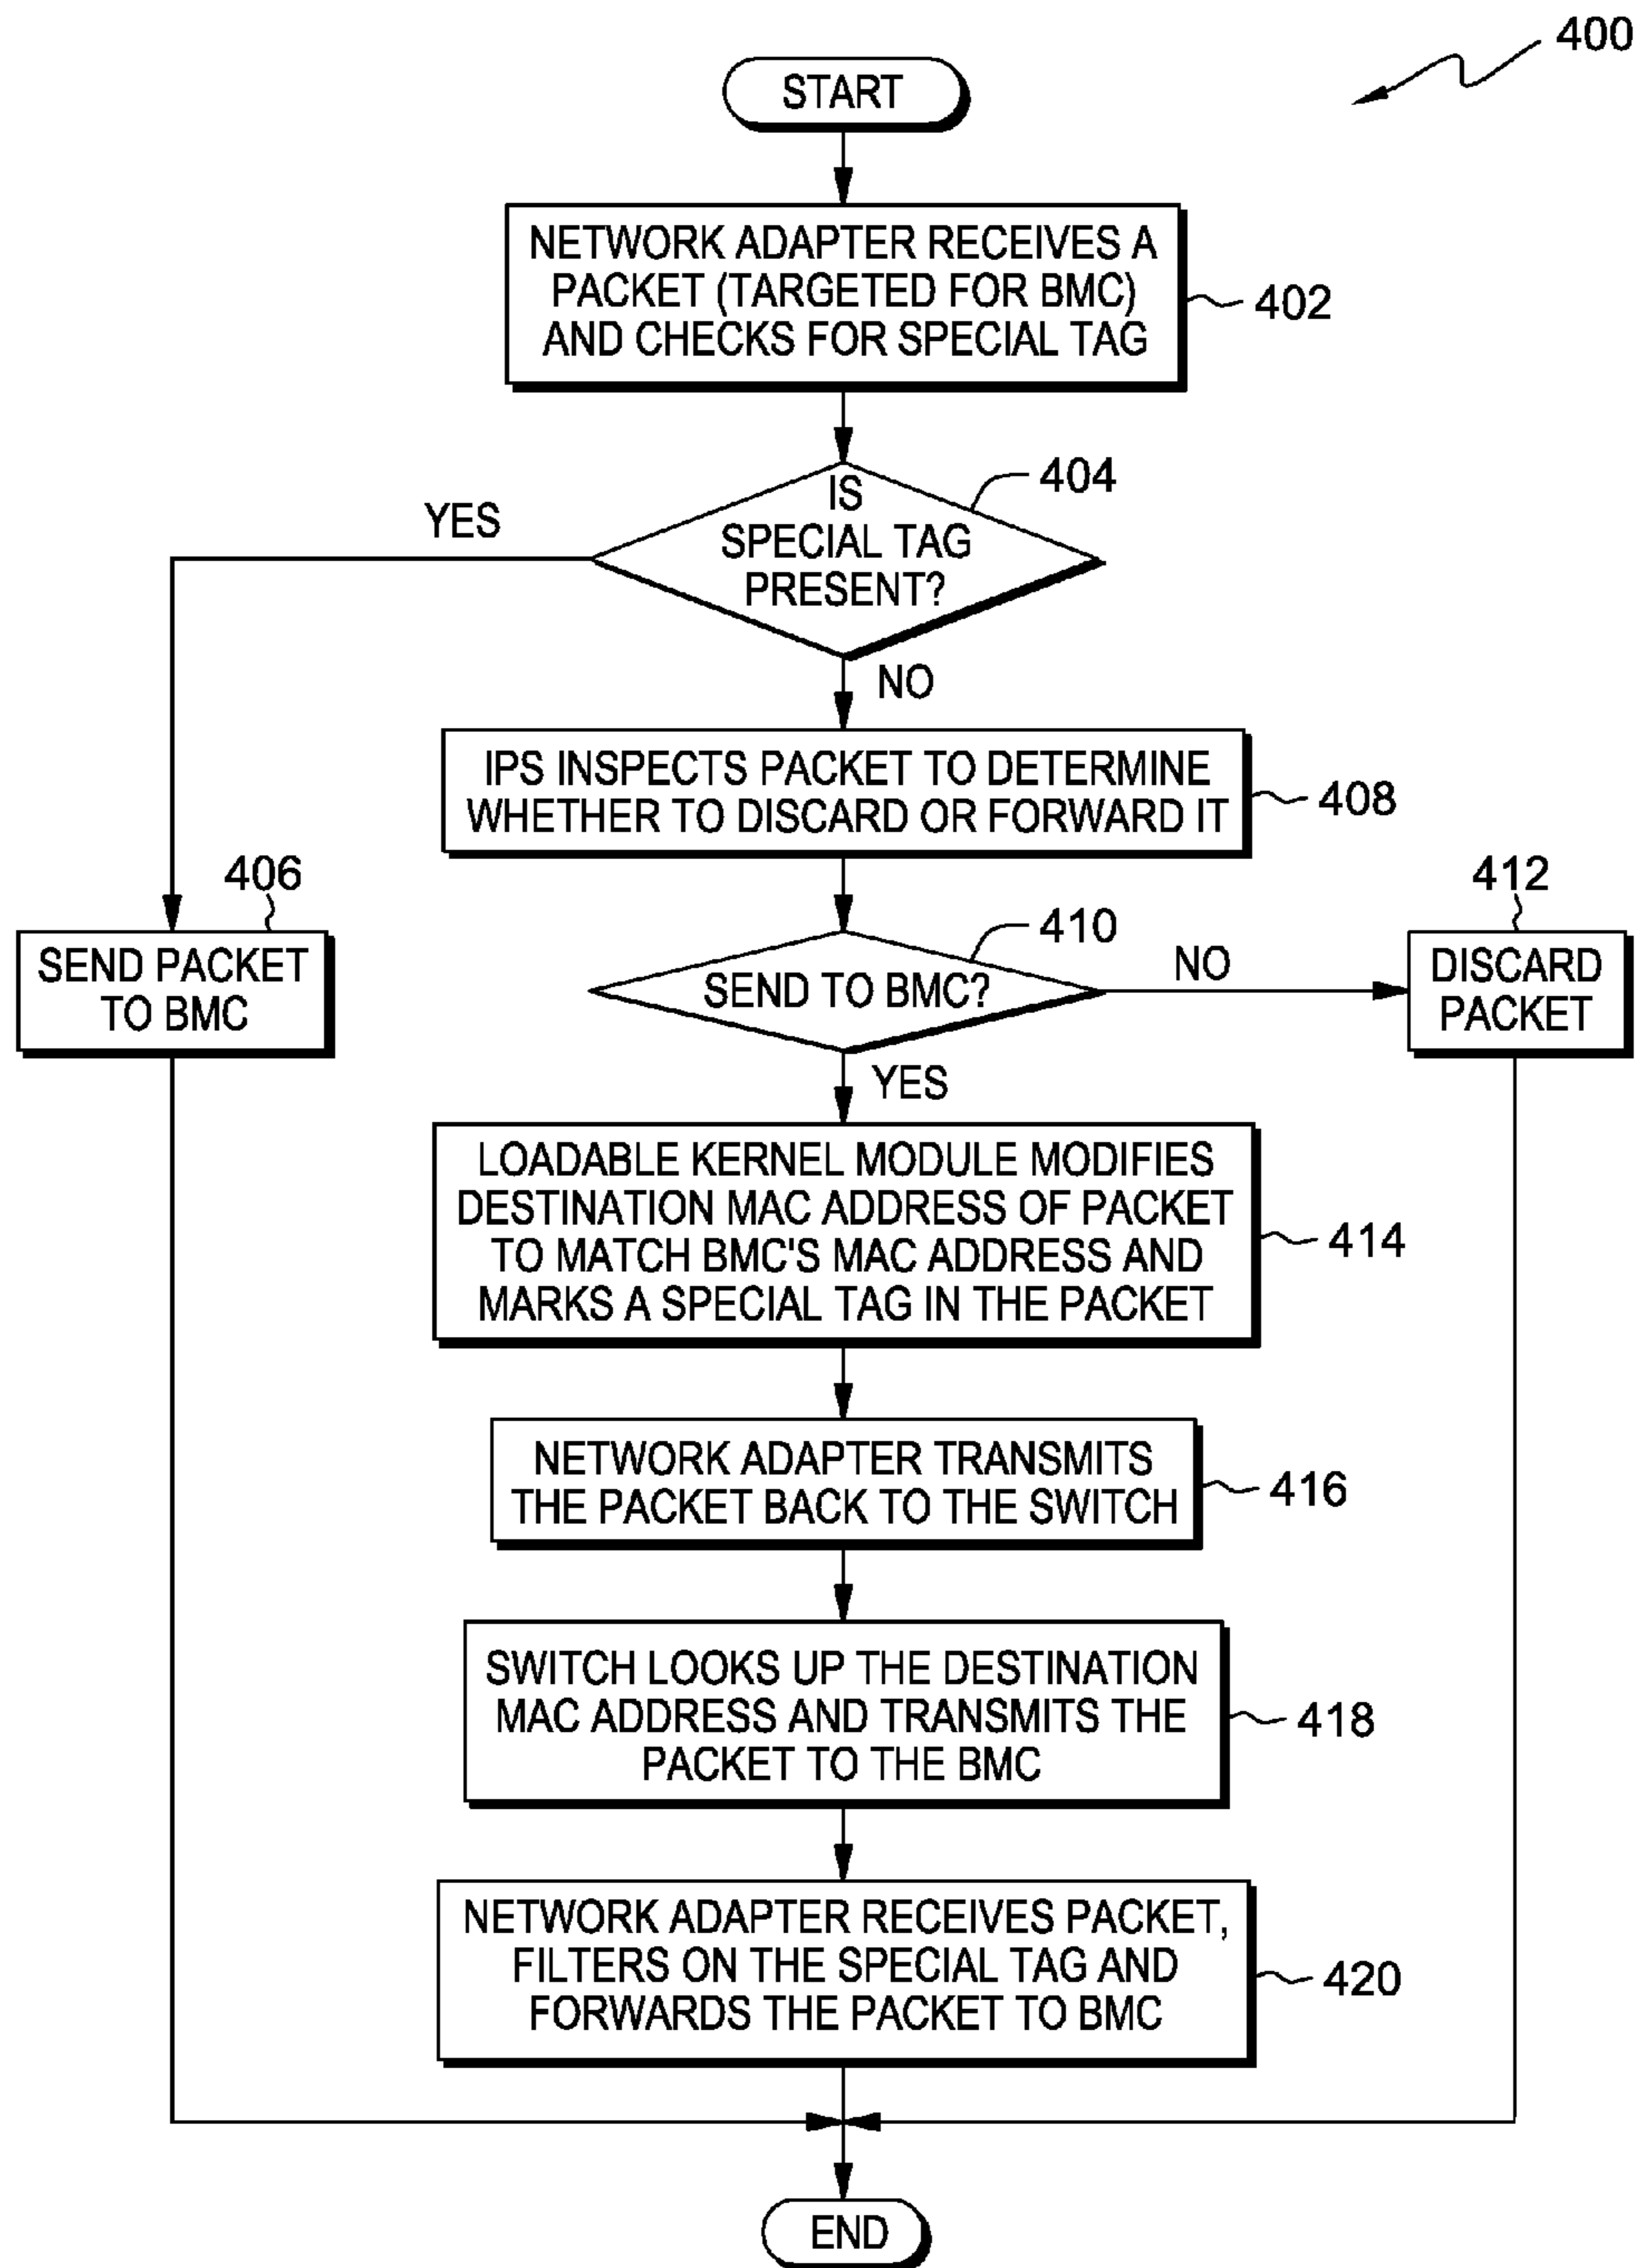 400
START
NETWORK ADAPTER RECEIVES A
PACKET (TARGETED FOR BMC)
AND CHECKS FOR SPECIAL TAG
402
IS
SPECIAL TAG
PRESENT?
404
YES
NO
IPS INSPECTS PACKET TO DETERMINE
WHETHER TO DISCARD OR FORWARD IT
408
406
SEND PACKET
TO BMC
410
SEND TO BMC?
NO
412
DISCARD
PACKET
YES
LOADABLE KERNEL MODULE MODIFIES
DESTINATION MAC ADDRESS OF PACKET
TO MATCH BMC'S MAC ADDRESS AND
MARKS A SPECIAL TAG IN THE PACKET
414
NETWORK ADAPTER TRANSMITS
THE PACKET BACK TO THE SWITCH
416
SWITCH LOOKS UP THE DESTINATION
MAC ADDRESS AND TRANSMITS THE
PACKET TO THE BMC
418
NETWORK ADAPTER RECEIVES PACKET,
FILTERS ON THE SPECIAL TAG AND
FORWARDS THE PACKET TO BMC
420
END